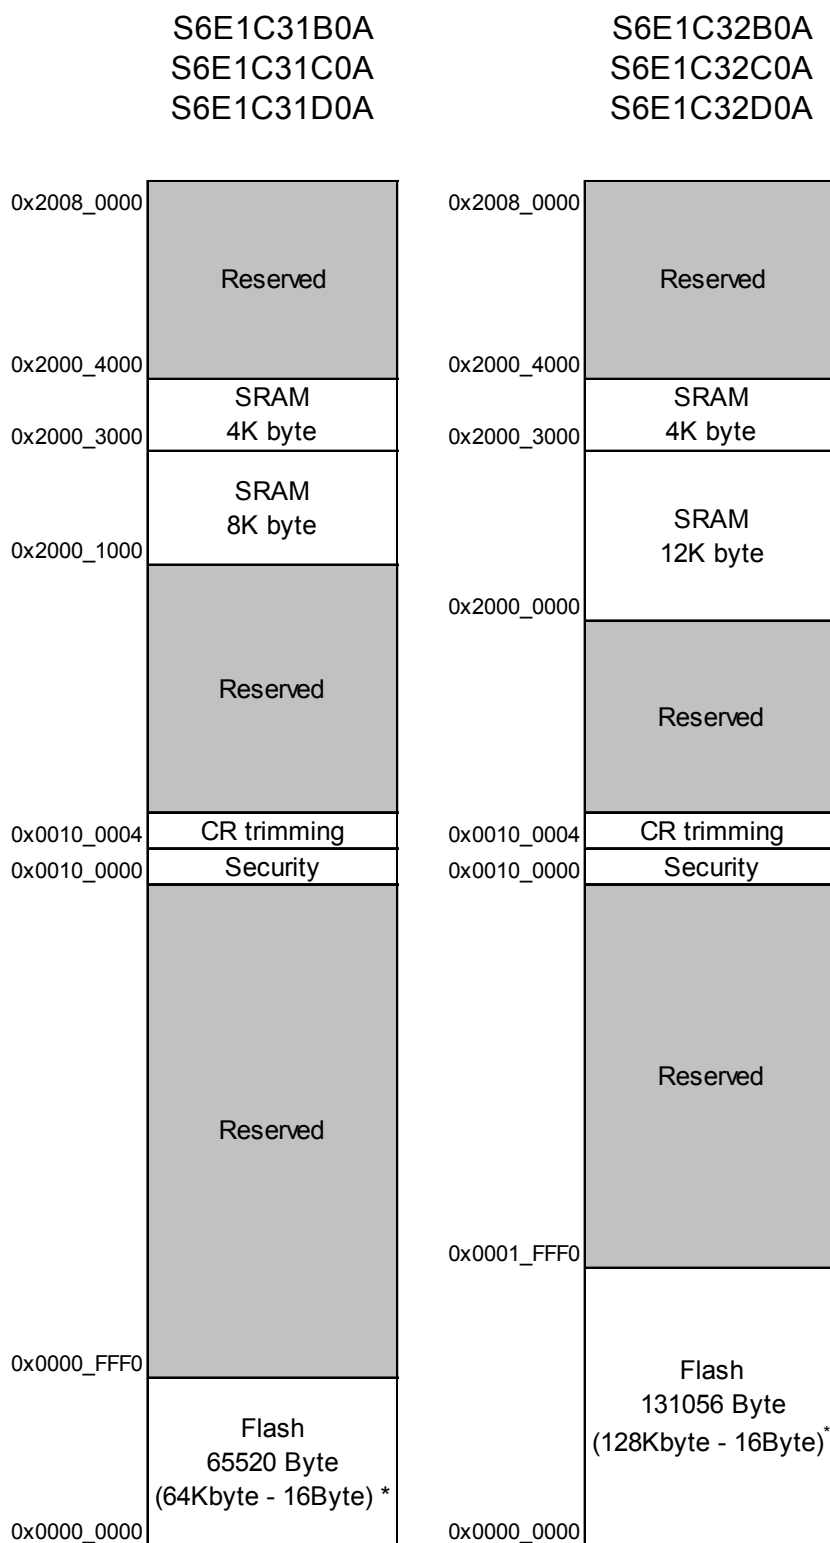 S6E1C31B0A
S6E1C31C0A
S6E1C31D0A
0x2008_0000
Reserved
0x2000_4000
SRAM
4K byte
0x2000_3000
SRAM
8K byte
0x2000_1000
Reserved
0x0010_0004
CR trimming
0x0010_0000
Security
Reserved
0x0000_FFF0
Flash
65520 Byte
(64Kbyte - 16Byte) *
0x0000_0000
S6E1C32B0A
S6E1C32C0A
S6E1C32D0A
0x2008_0000
Reserved
0x2000_4000
SRAM
4K byte
0x2000_3000
SRAM
12K byte
0x2000_0000
Reserved
0x0010_0004
CR trimming
0x0010_0000
Security
Reserved
0x0001_FFF0
Flash
131056 Byte
(128Kbyte - 16Byte)*
0x0000_0000